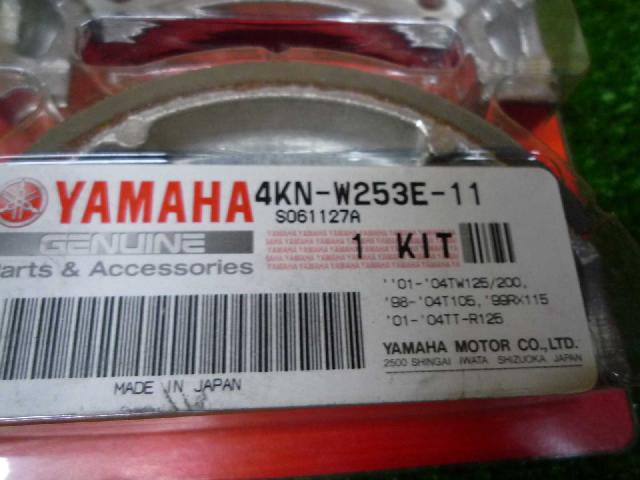 YAMAHA 4KN-W253E-11
S061127A
GENUINE
Parts & Accessories
1 KIT
''01-'04TW125/200,
'98-'04T105,'99RX115
'01-'04TT-R125
YAMAHA MOTOR CO.,LTD.
2500 SHINGAI IWATA SHIZUOKA JAPAN
MADE IN JAPAN